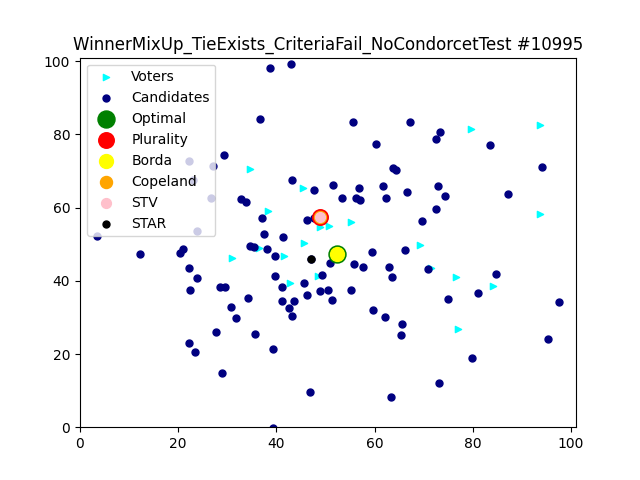 WinnerMixUp_TieExists_CriteriaFail_NoCondorcetTest #10995
100
80
60
40
20
0
0
20
40
60
80
100
Voters
Candidates
Optimal
Plurality
Borda
Copeland
STV
STAR